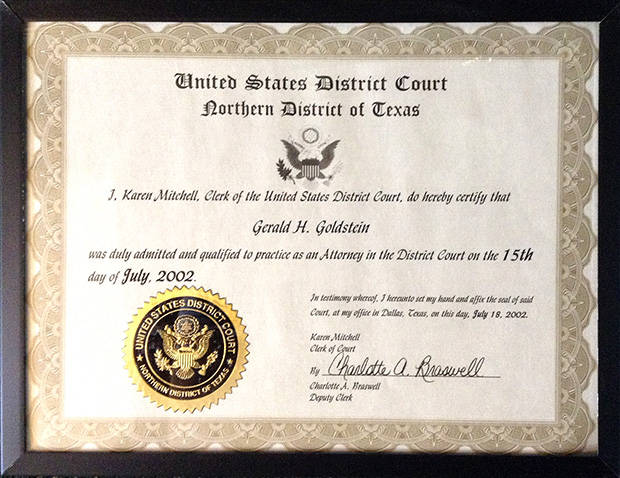 United States District Court
Northern District of Texas
I, Karen Mitchell, Clerk of the United States District Court, do hereby certify that
Gerald H. Goldstein
was duly admitted and qualified to practice as an Attorney in the District Court on the 15th
day of July, 2002.
In testimony whereof, I hereunto set my hand and affix the seal of said
Court, at my office in Dallas, Texas, on this day, July 18, 2002.
Karen Mitchell
Clerk of Court
By Charlotte A. Braswell
Charlotte A. Braswell
Deputy Clerk
UNITED STATES DISTRICT COURT
NORTHERN DISTRICT OF TEXAS